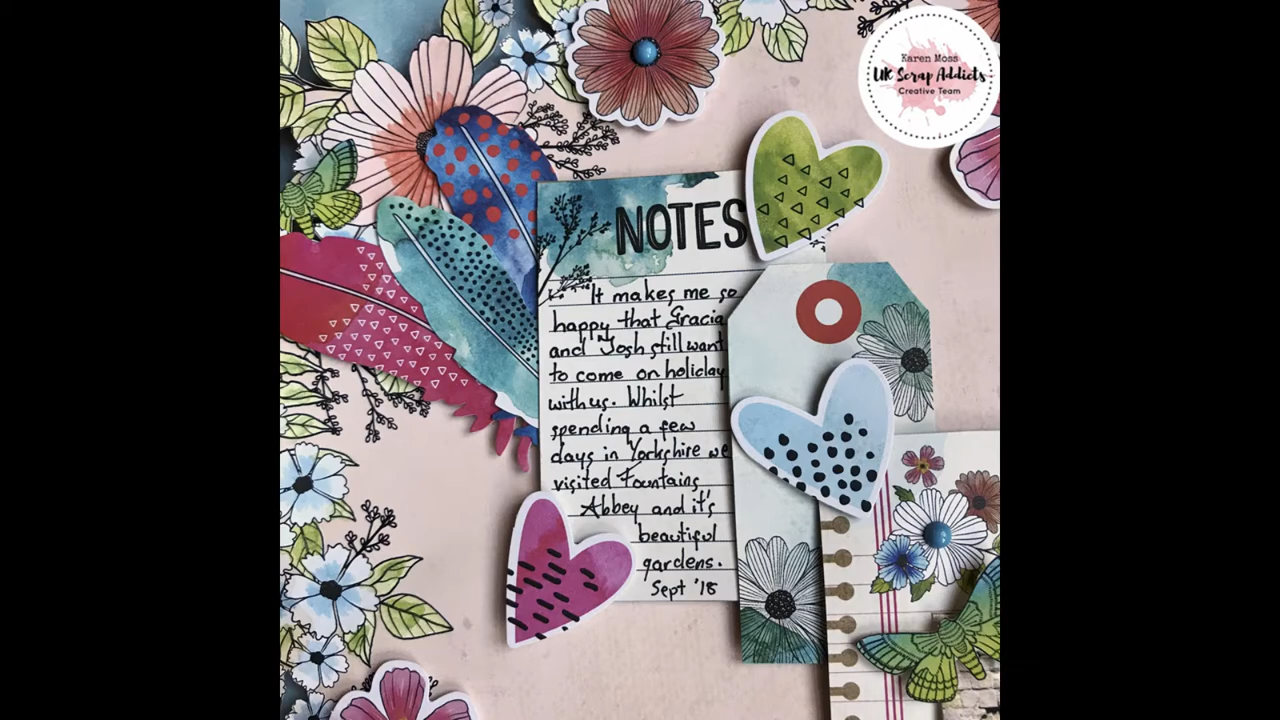 Karen Moss
UK Scrap Addicts
Creative Team
NOTES
It makes me so
happy that Gracia
and Josh still want
to come on holiday
with us. Whilst
spending a few
days in Yorkshire we
visited Fountains
Abbey and it's
beautiful
gardens.
Sept '18